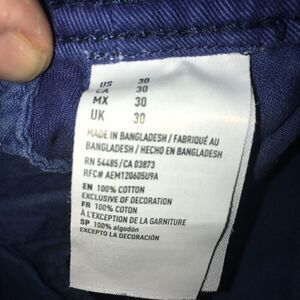 US 30
CA 30
MX 30
UK 30
MADE IN BANGLADESH / FABRIQUÉ AU
BANGLADESH / HECHO EN BANGLADESH
RN 54485/CA 03873
RFC# AEM120605U9A
EN 100% COTTON
EXCLUSIVE OF DECORATION
FR 100% COTON
À L'EXCEPTION DE LA GARNITURE
SP 100% algodón
EXCEPTO LA DECORACIÓN